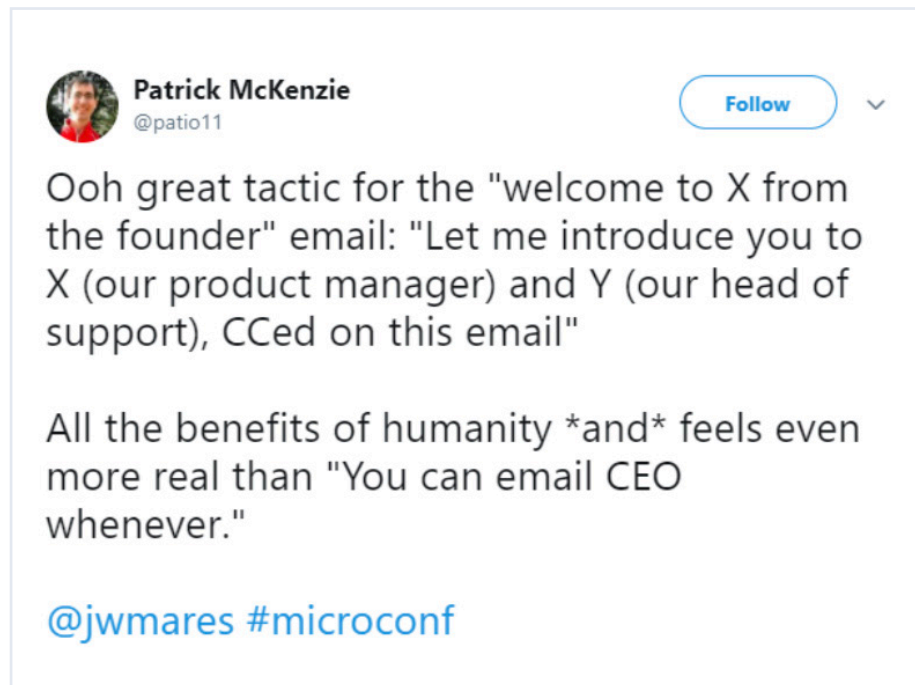 Patrick McKenzie
@patio11
Follow
Ooh great tactic for the "welcome to X from
the founder" email: "Let me introduce you to
X (our product manager) and Y (our head of
support), CCed on this email"
All the benefits of humanity *and* feels even
more real than "You can email CEO
whenever."
@jwmares #microconf